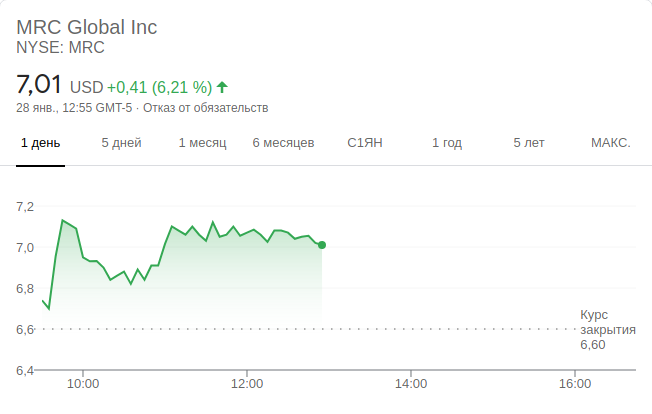 MRC Global Inc
NYSE: MRC
7,01 USD +0,41 (6,21 %)
28 янв., 12:55 GMT-5 · Отказ от обязательств
1 день 5 дней 1 месяц 6 месяцев С1ЯН 1 год 5 лет МАКС.
7,2
7,0
6,8
Курс
6,6 закрытия
6,60
6,4
10:00 12:00 14:00 16:00